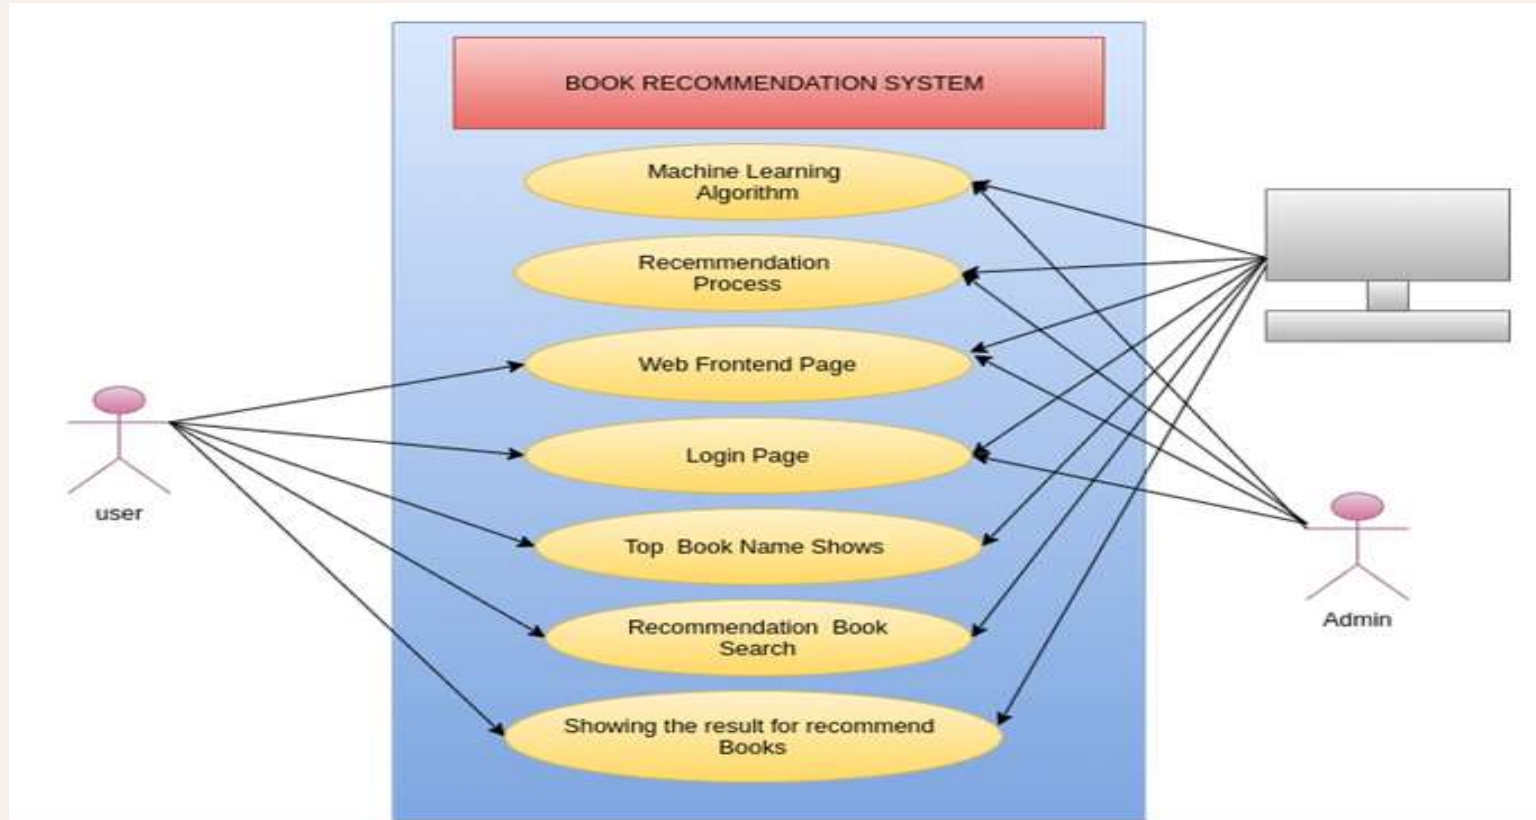 BOOK RECOMMENDATION SYSTEM
Machine Learning
Algorithm
Recemmendation
Process
Web Frontend Page
Login Page
Top  Book Name Shows
Recommendation  Book
Search
Showing the result for recommend
Books
user
Admin